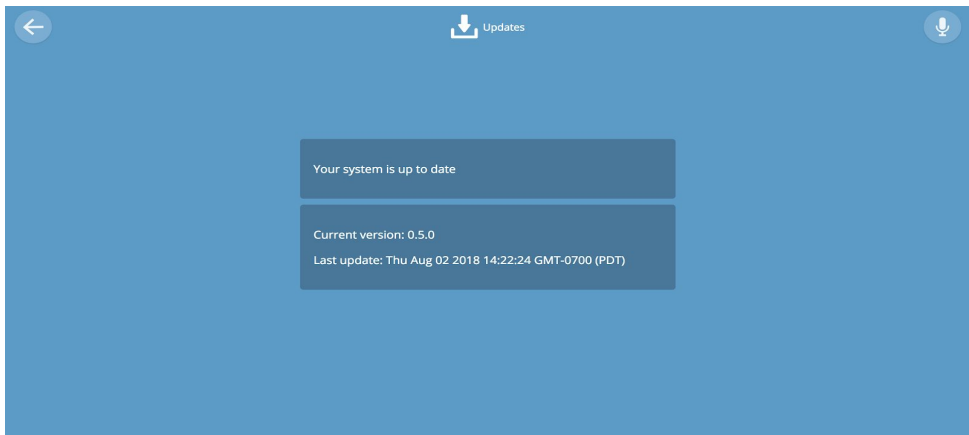 Updates
Your system is up to date
Current version: 0.5.0
Last update: Thu Aug 02 2018 14:22:24 GMT-0700 (PDT)